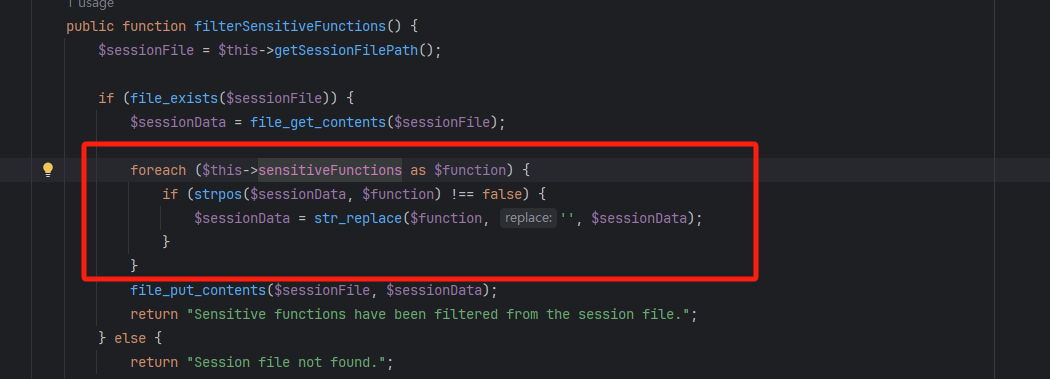 1 usage
public function filterSensitiveFunctions() {
$sessionFile = $this->getSessionFilePath();
if (file_exists($sessionFile)) {
$sessionData = file_get_contents($sessionFile);
foreach ($this->sensitiveFunctions as $function) {
if (strpos($sessionData, $function) !== false) {
$sessionData = str_replace($function, replace: '', $sessionData);
}
}
file_put_contents($sessionFile, $sessionData);
return "Sensitive functions have been filtered from the session file.";
} else {
return "Session file not found.";